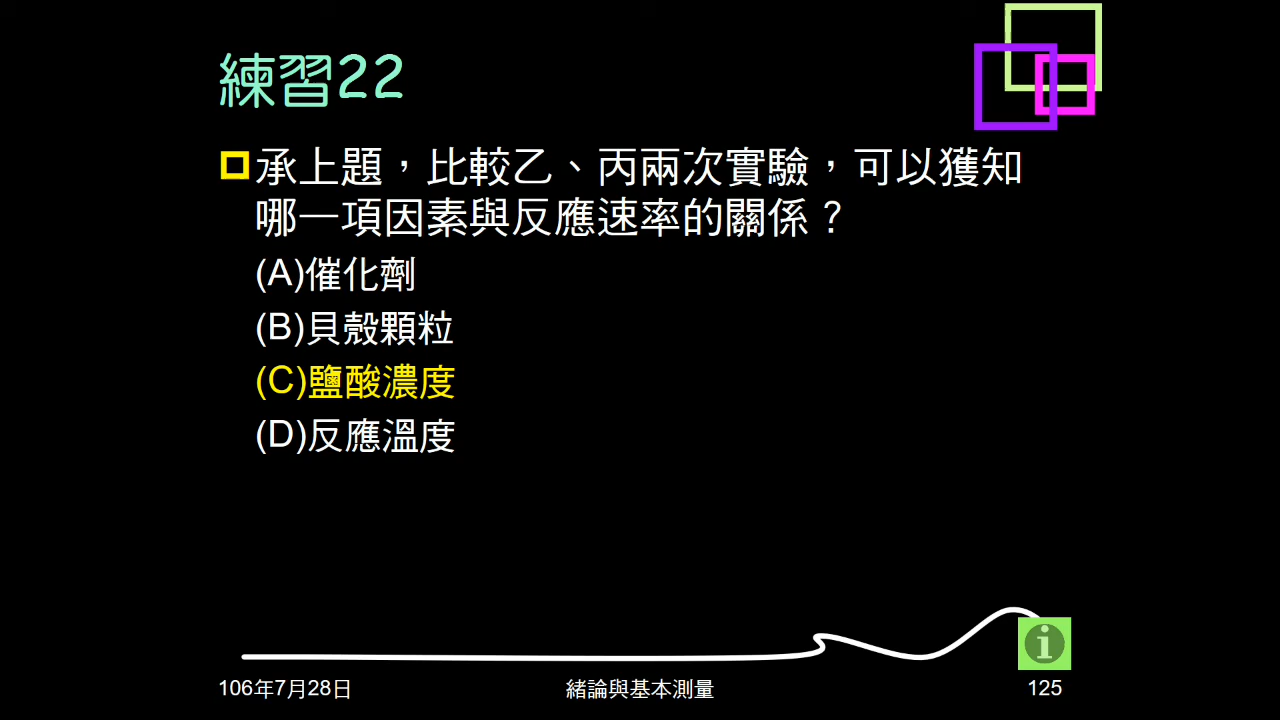 練習22
承上題，比較乙、丙兩次實驗，可以獲知
哪一項因素與反應速率的關係？
(A)催化劑
(B)貝殼顆粒
(C)鹽酸濃度
(D)反應溫度
106年7月28日
緒論與基本測量
125